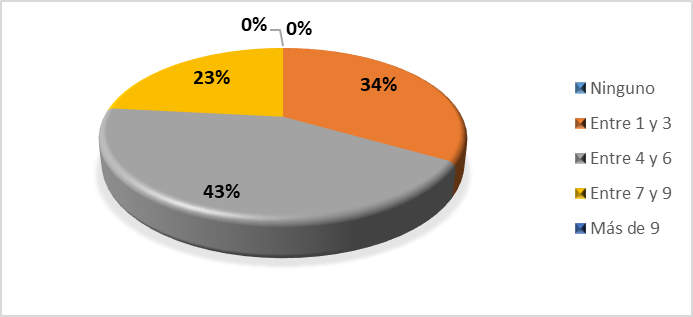 0% 0%
23%
34%
43%
Ninguno
Entre 1 y 3
Entre 4 y 6
Entre 7 y 9
Más de 9